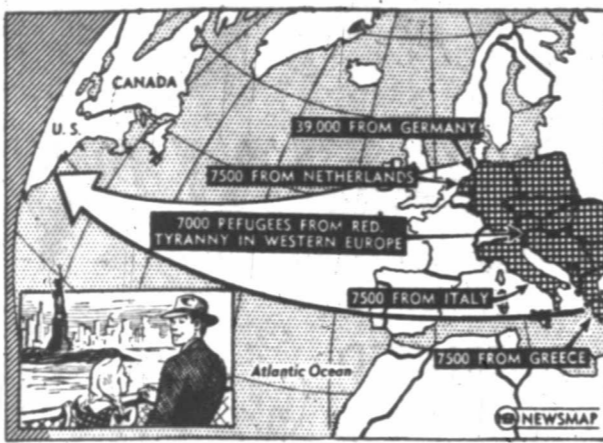 CANADA
U. S.
39,000 FROM GERMANY
7500 FROM NETHERLANDS
7000 REFUGEES FROM RED
TYRANNY IN WESTERN EUROPE
7500 FROM ITALY
7500 FROM GREECE
Atlantic Ocean
NEWSMAP